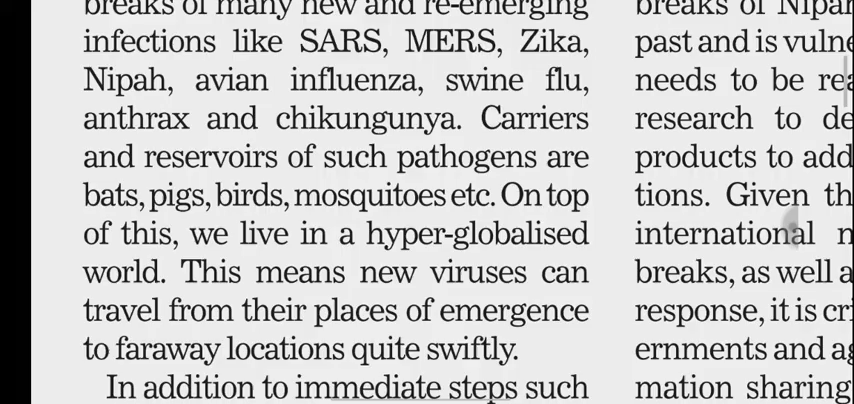 breaks of many new and re-emerging
infections like SARS, MERS, Zika,
Nipah, avian influenza, swine flu,
anthrax and chikungunya. Carriers
and reservoirs of such pathogens are
bats, pigs, birds, mosquitoes etc. On top
of this, we live in a hyper-globalised
world. This means new viruses can
travel from their places of emergence
to faraway locations quite swiftly.
In addition to immediate steps such
breaks of Nipah
past and is vulne
needs to be rea
research to de
products to add
tions. Given th
international n
breaks, as well a
response, it is cri
ernments and ag
mation sharing